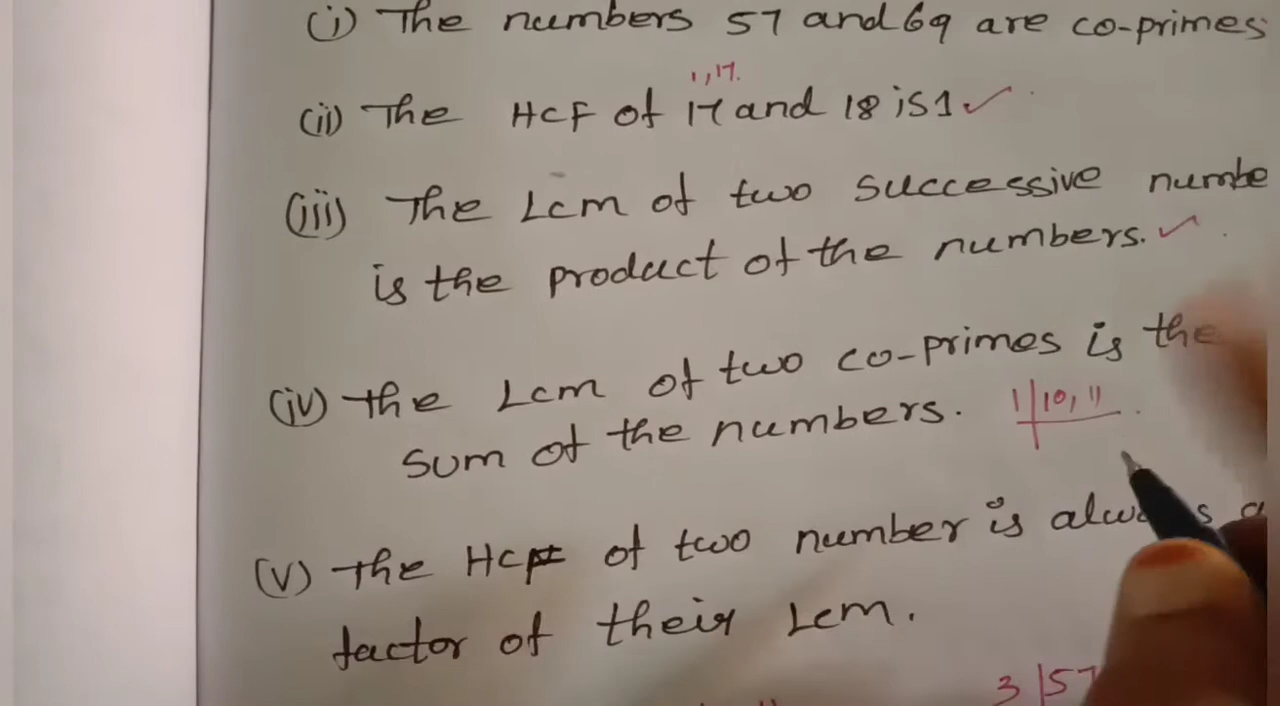 (i) The numbers 57 and 69 are co-primes
1, 17.
(ii) The HCF of 17 and 18 is 1 ✓
(iii) The Lcm of two successive numbe
is the product of the numbers. ✓
(iv) the Lcm of two co-primes is the
sum of the numbers. 1|10, 11
(v) the HCF of two number is always a
factor of their Lcm.
3|57